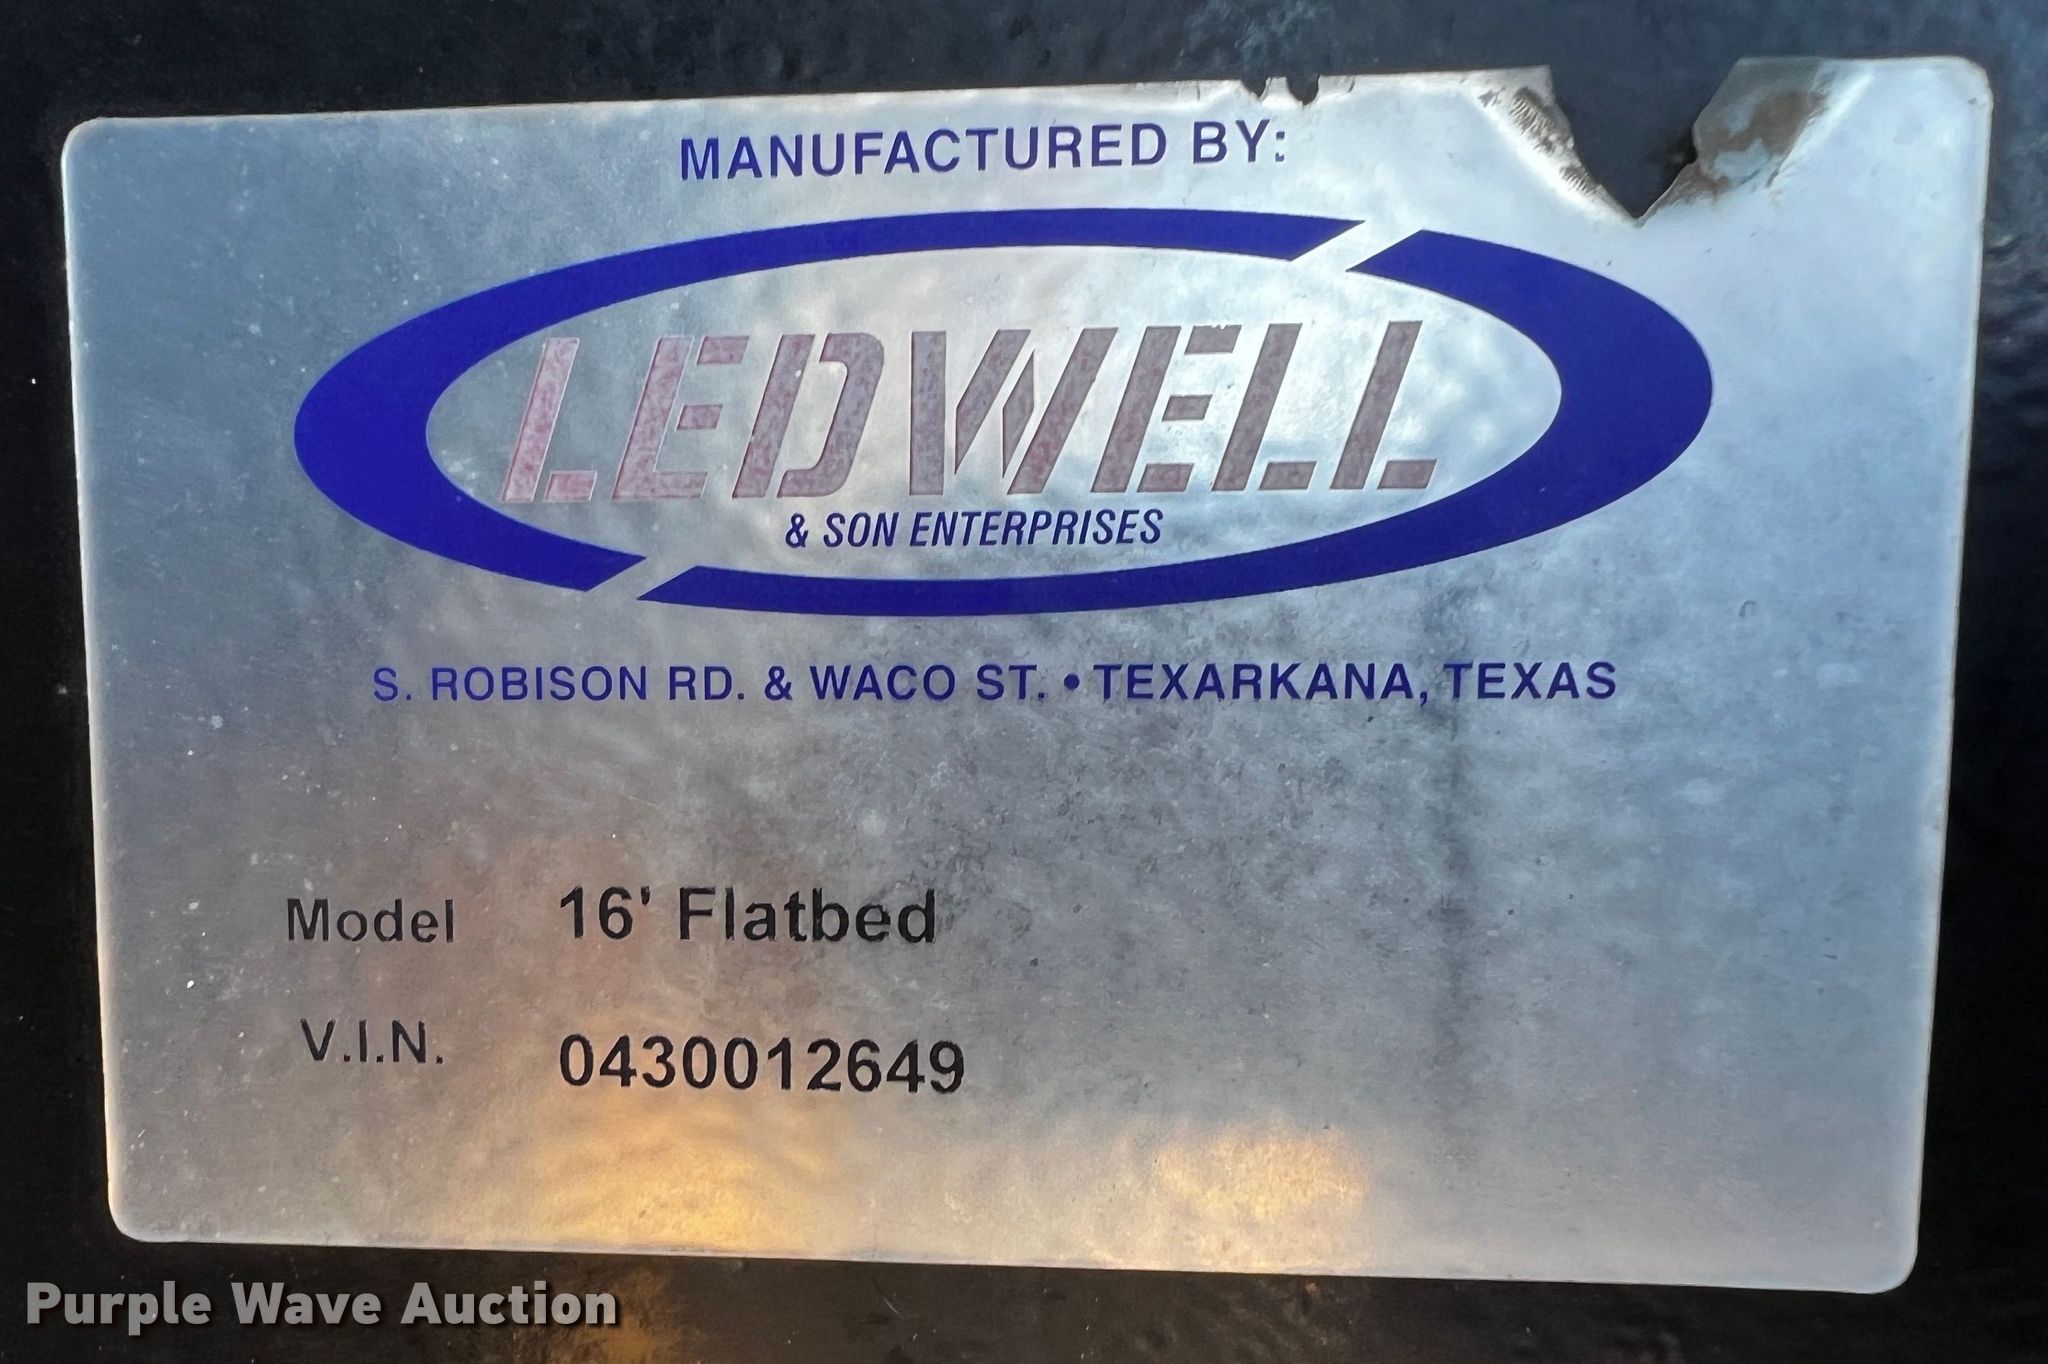 MANUFACTURED BY:
LEDWELL
& SON ENTERPRISES
S. ROBISON RD. & WACO ST. • TEXARKANA, TEXAS
Model 16' Flatbed
V.I.N. 0430012649
Purple Wave Auction